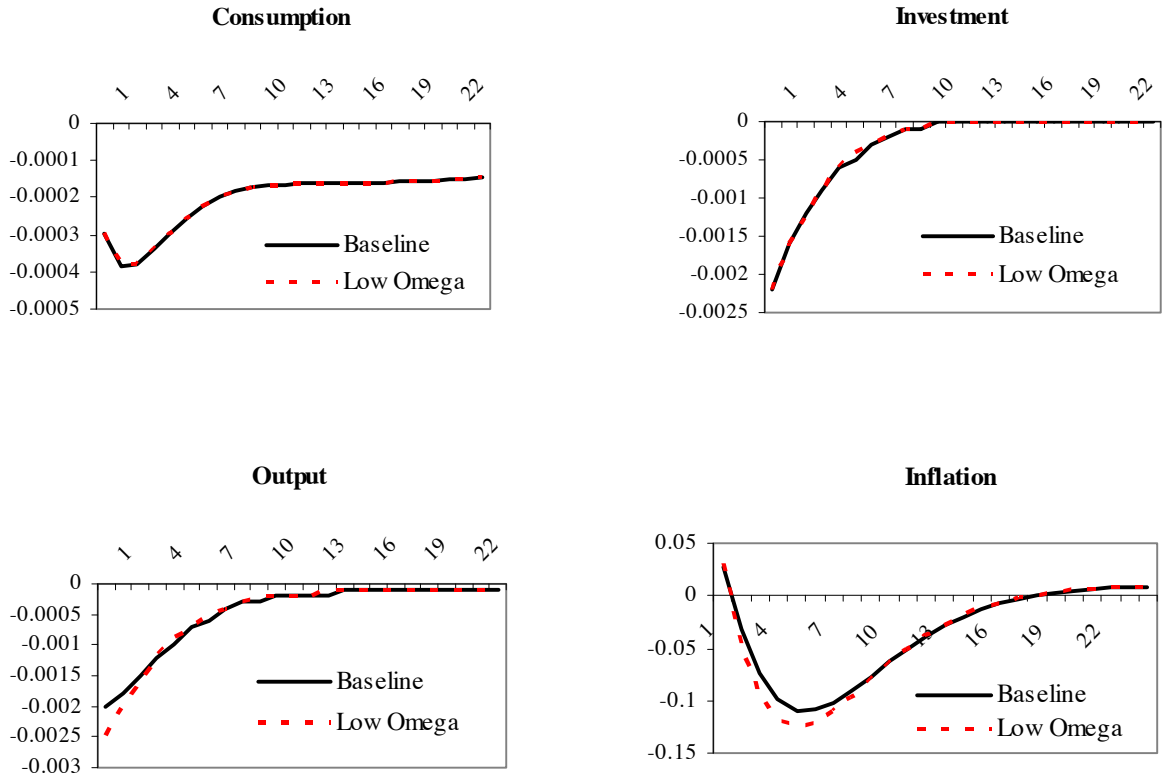 Consumption
1 4 7 10 13 16 19 22
0
-0.0001
-0.0002
-0.0003
-0.0004
-0.0005
Baseline
Low Omega
Investment
1 4 7 10 13 16 19 22
0
-0.0005
-0.001
-0.0015
-0.002
-0.0025
Baseline
Low Omega
Output
1 4 7 10 13 16 19 22
0
-0.0005
-0.001
-0.0015
-0.002
-0.0025
-0.003
Baseline
Low Omega
Inflation
0.05
0
-0.05
-0.1
-0.15
1 4 7 10 13 16 19 22
Baseline
Low Omega